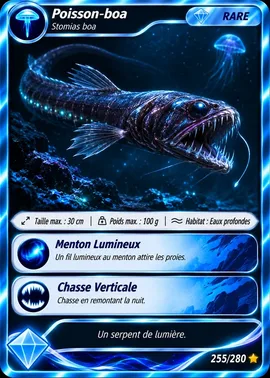 Poisson-boa
Stomias boa
RARE
Taille max. : 30 cm | Poids max. : 100 g | Habitat : Eaux profondes
Menton Lumineux
Un fil lumineux au menton attire les proies.
Chasse Verticale
Chasse en remontant la nuit.
Un serpent de lumière.
255/280